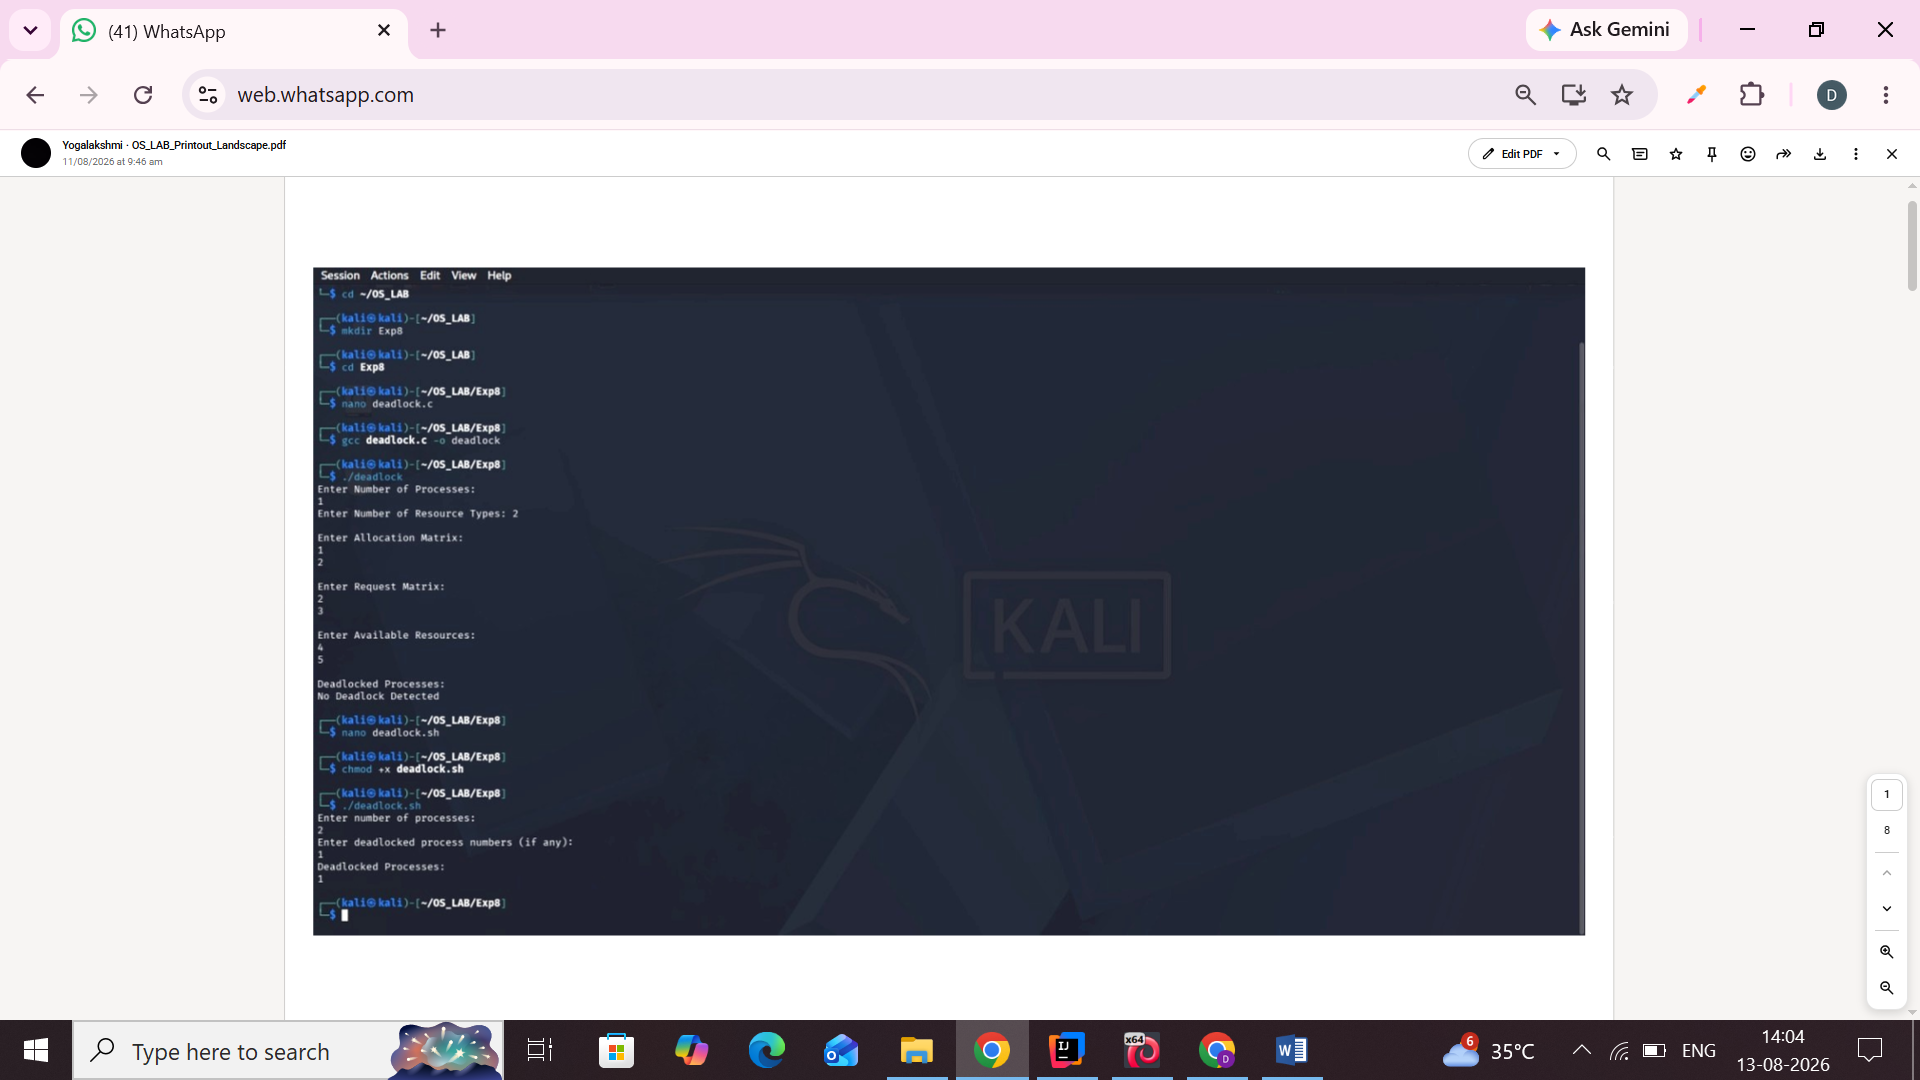 (41) WhatsApp
Ask Gemini
web.whatsapp.com
D
Yogalakshmi · OS_LAB_Printout_Landscape.pdf
11/08/2026 at 9:46 am
Edit PDF
Session Actions Edit View Help
└─$ cd ~/OS_LAB
┌──(kali㉿kali)-[~/OS_LAB]
└─$ mkdir Exp8
┌──(kali㉿kali)-[~/OS_LAB]
└─$ cd Exp8
┌──(kali㉿kali)-[~/OS_LAB/Exp8]
└─$ nano deadlock.c
┌──(kali㉿kali)-[~/OS_LAB/Exp8]
└─$ gcc deadlock.c -o deadlock
┌──(kali㉿kali)-[~/OS_LAB/Exp8]
└─$ ./deadlock
Enter Number of Processes:
1
Enter Number of Resource Types: 2
Enter Allocation Matrix:
1
2
Enter Request Matrix:
2
3
Enter Available Resources:
4
5
Deadlocked Processes:
No Deadlock Detected
┌──(kali㉿kali)-[~/OS_LAB/Exp8]
└─$ nano deadlock.sh
┌──(kali㉿kali)-[~/OS_LAB/Exp8]
└─$ chmod +x deadlock.sh
┌──(kali㉿kali)-[~/OS_LAB/Exp8]
└─$ ./deadlock.sh
Enter number of processes:
2
Enter deadlocked process numbers (if any):
1
Deadlocked Processes:
1
┌──(kali㉿kali)-[~/OS_LAB/Exp8]
└─$
KALI
1
8
Type here to search
IJ
x64
D
6
35°C
ENG
14:04
13-08-2026